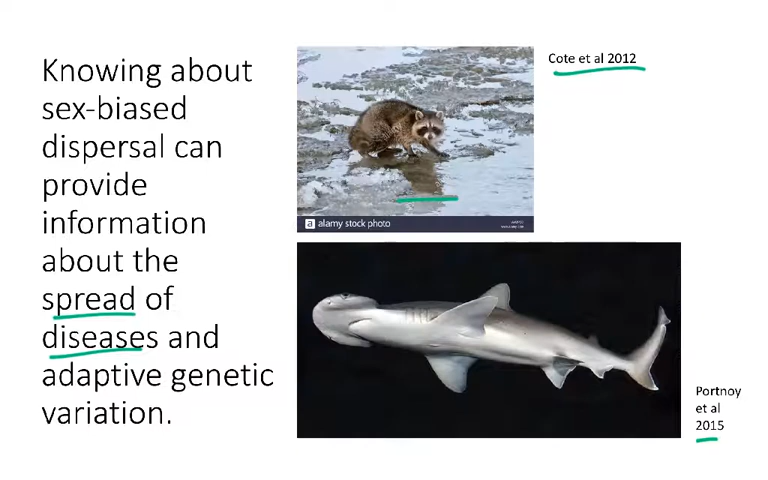 Knowing about
sex-biased
dispersal can
provide
information
about the
spread of
diseases and
adaptive genetic
variation.
Cote et al 2012
a alamy stock photo
Portnoy
et al
2015